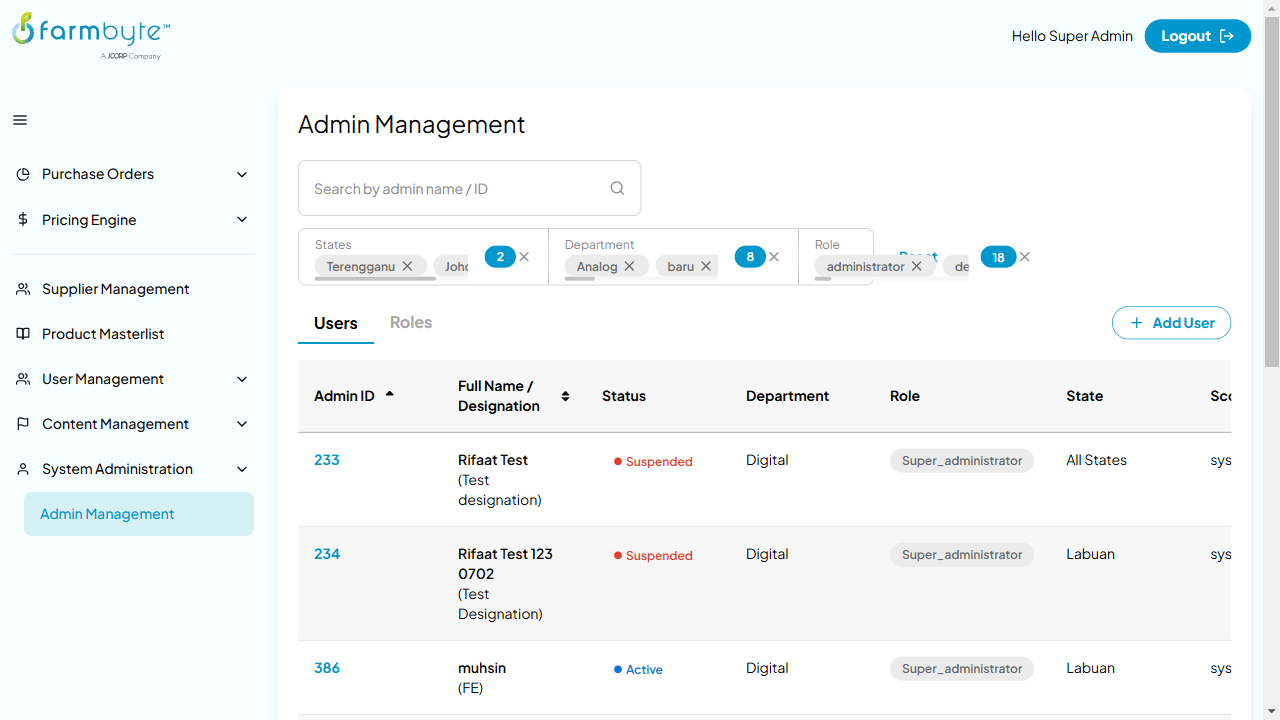 farmbyte™
A JCORP Company
Hello Super Admin
Logout
Purchase Orders
Pricing Engine
Supplier Management
Product Masterlist
User Management
Content Management
System Administration
Admin Management
Admin Management
Search by admin name / ID
States
Terengganu
Joho
2
Department
Analog
baru
8
Role
administrator
de
Reset
18
Users
Roles
Add User
Admin ID
Full Name / Designation
Status
Department
Role
State
Sco
233
Rifaat Test
(Test
designation)
Suspended
Digital
Super_administrator
All States
sys
234
Rifaat Test 123
0702
(Test
Designation)
Suspended
Digital
Super_administrator
Labuan
sys
386
muhsin
(FE)
Active
Digital
Super_administrator
Labuan
sys